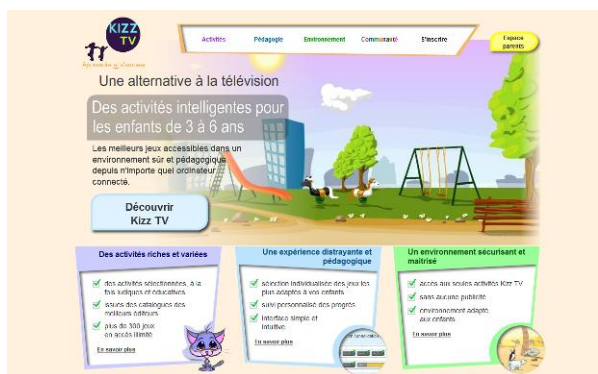 KIZZ
TV
Activités
Pédagogie
Environnement
Communauté
S'inscrire
Espace
parents
Une alternative à la télévision
Des activités intelligentes pour
les enfants de 3 à 6 ans
Les meilleurs jeux accessibles dans un
environnement sûr et pédagogique
depuis n'importe quel ordinateur
connecté.
Découvrir
Kizz TV
Des activités riches et variées
des activités sélectionnées, à la
fois ludiques et éducatives
issues des catalogues des
meilleurs éditeurs
plus de 300 jeux
en accès illimité
En savoir plus
Une expérience distrayante et
pédagogique
sélection individualisée des jeux les
plus adaptés à vos enfants
suivi personnalisé des progrès
interface simple et
intuitive
En savoir plus
Un environnement sécurisant et
maîtrisé
accès aux seules activités Kizz TV
sans aucune publicité
environnement adapté
aux enfants
En savoir plus